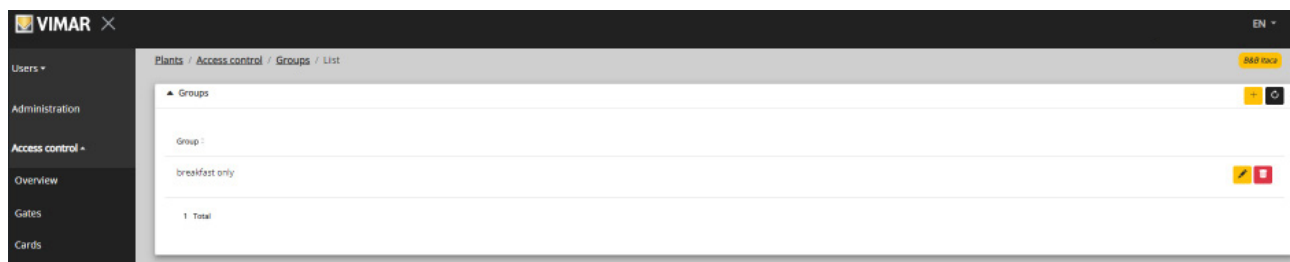 VIMAR
EN
Users
Plants / Access control / Groups / List
B&B Itaca
Administration
Groups
Access control
Group
Overview
breakfast only
Gates
1 Total
Cards